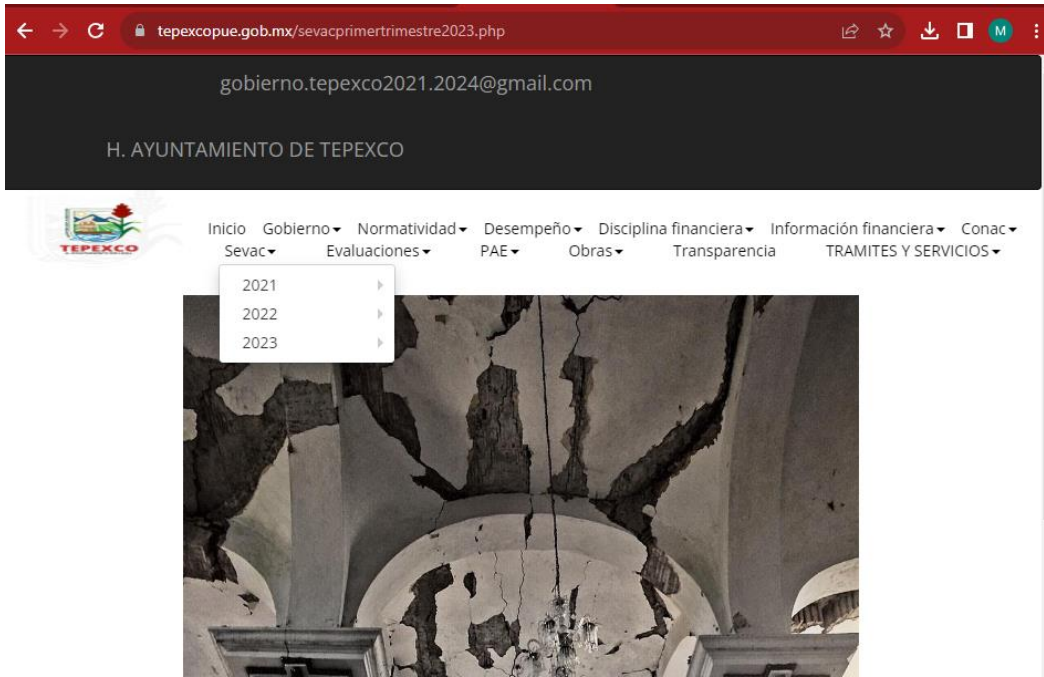 tepexcopue.gob.mx/sevacprimertrimestre2023.php
M
gobierno.tepexco2021.2024@gmail.com
H. AYUNTAMIENTO DE TEPEXCO
TEPEXCO
Inicio Gobierno Normatividad Desempeño Disciplina financiera Información financiera Conac
Sevac Evaluaciones PAE Obras Transparencia TRAMITES Y SERVICIOS
2021
2022
2023